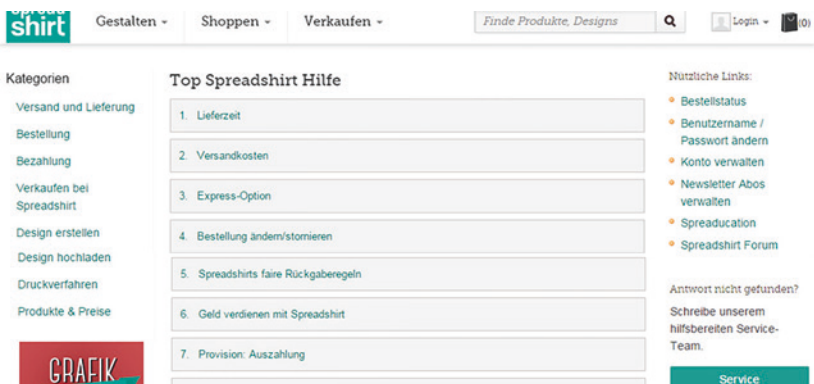 spread
shirt
Gestalten
Shoppen
Verkaufen
Finde Produkte, Designs
Login
(0)
Kategorien
Versand und Lieferung
Bestellung
Bezahlung
Verkaufen bei
Spreadshirt
Design erstellen
Design hochladen
Druckverfahren
Produkte & Preise
GRAFIK
Top Spreadshirt Hilfe
1. Lieferzeit
2. Versandkosten
3. Express-Option
4. Bestellung ändern/stornieren
5. Spreadshirts faire Rückgaberegeln
6. Geld verdienen mit Spreadshirt
7. Provision: Auszahlung
Nützliche Links:
Bestellstatus
Benutzername /
Passwort ändern
Konto verwalten
Newsletter Abos
verwalten
Spreaducation
Spreadshirt Forum
Antwort nicht gefunden?
Schreibe unserem
hilfsbereiten Service-
Team.
Service